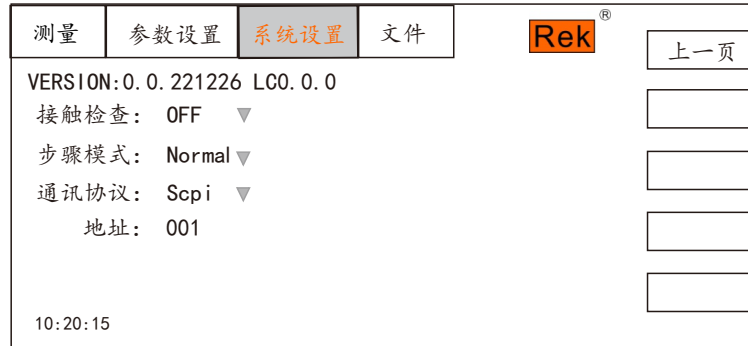 测量 参数设置 系统设置 文件 Rek ®
上一页
VERSION:0.0.221226 LC0.0.0
接触检查: OFF
步骤模式: Normal
通讯协议: Scpi
地址: 001
10:20:15